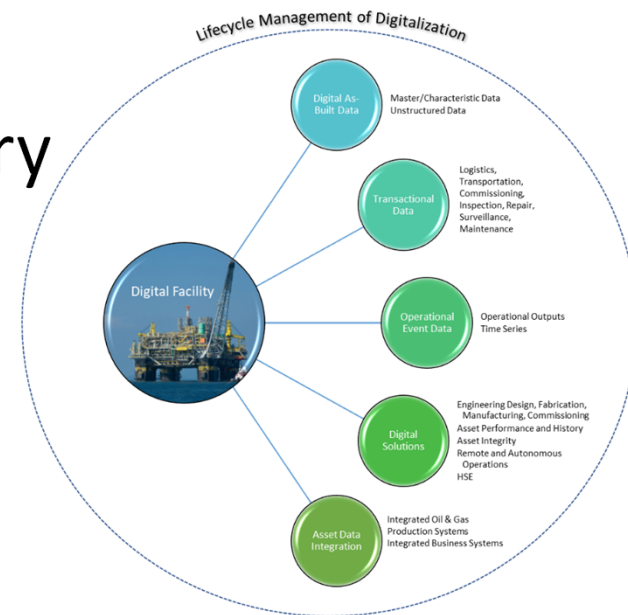 Lifecycle Management of Digitalization
ry
Digital As-
Built Data
Master/Characteristic Data
Unstructured Data
Transactional
Data
Logistics,
Transportation,
Commissioning,
Inspection, Repair,
Surveillance,
Maintenance
Digital Facility
Operational
Event Data
Operational Outputs
Time Series
Digital
Solutions
Engineering Design, Fabrication,
Manufacturing, Commissioning
Asset Performance and History
Asset Integrity
Remote and Autonomous
Operations
HSE
Asset Data
Integration
Integrated Oil & Gas
Production Systems
Integrated Business Systems